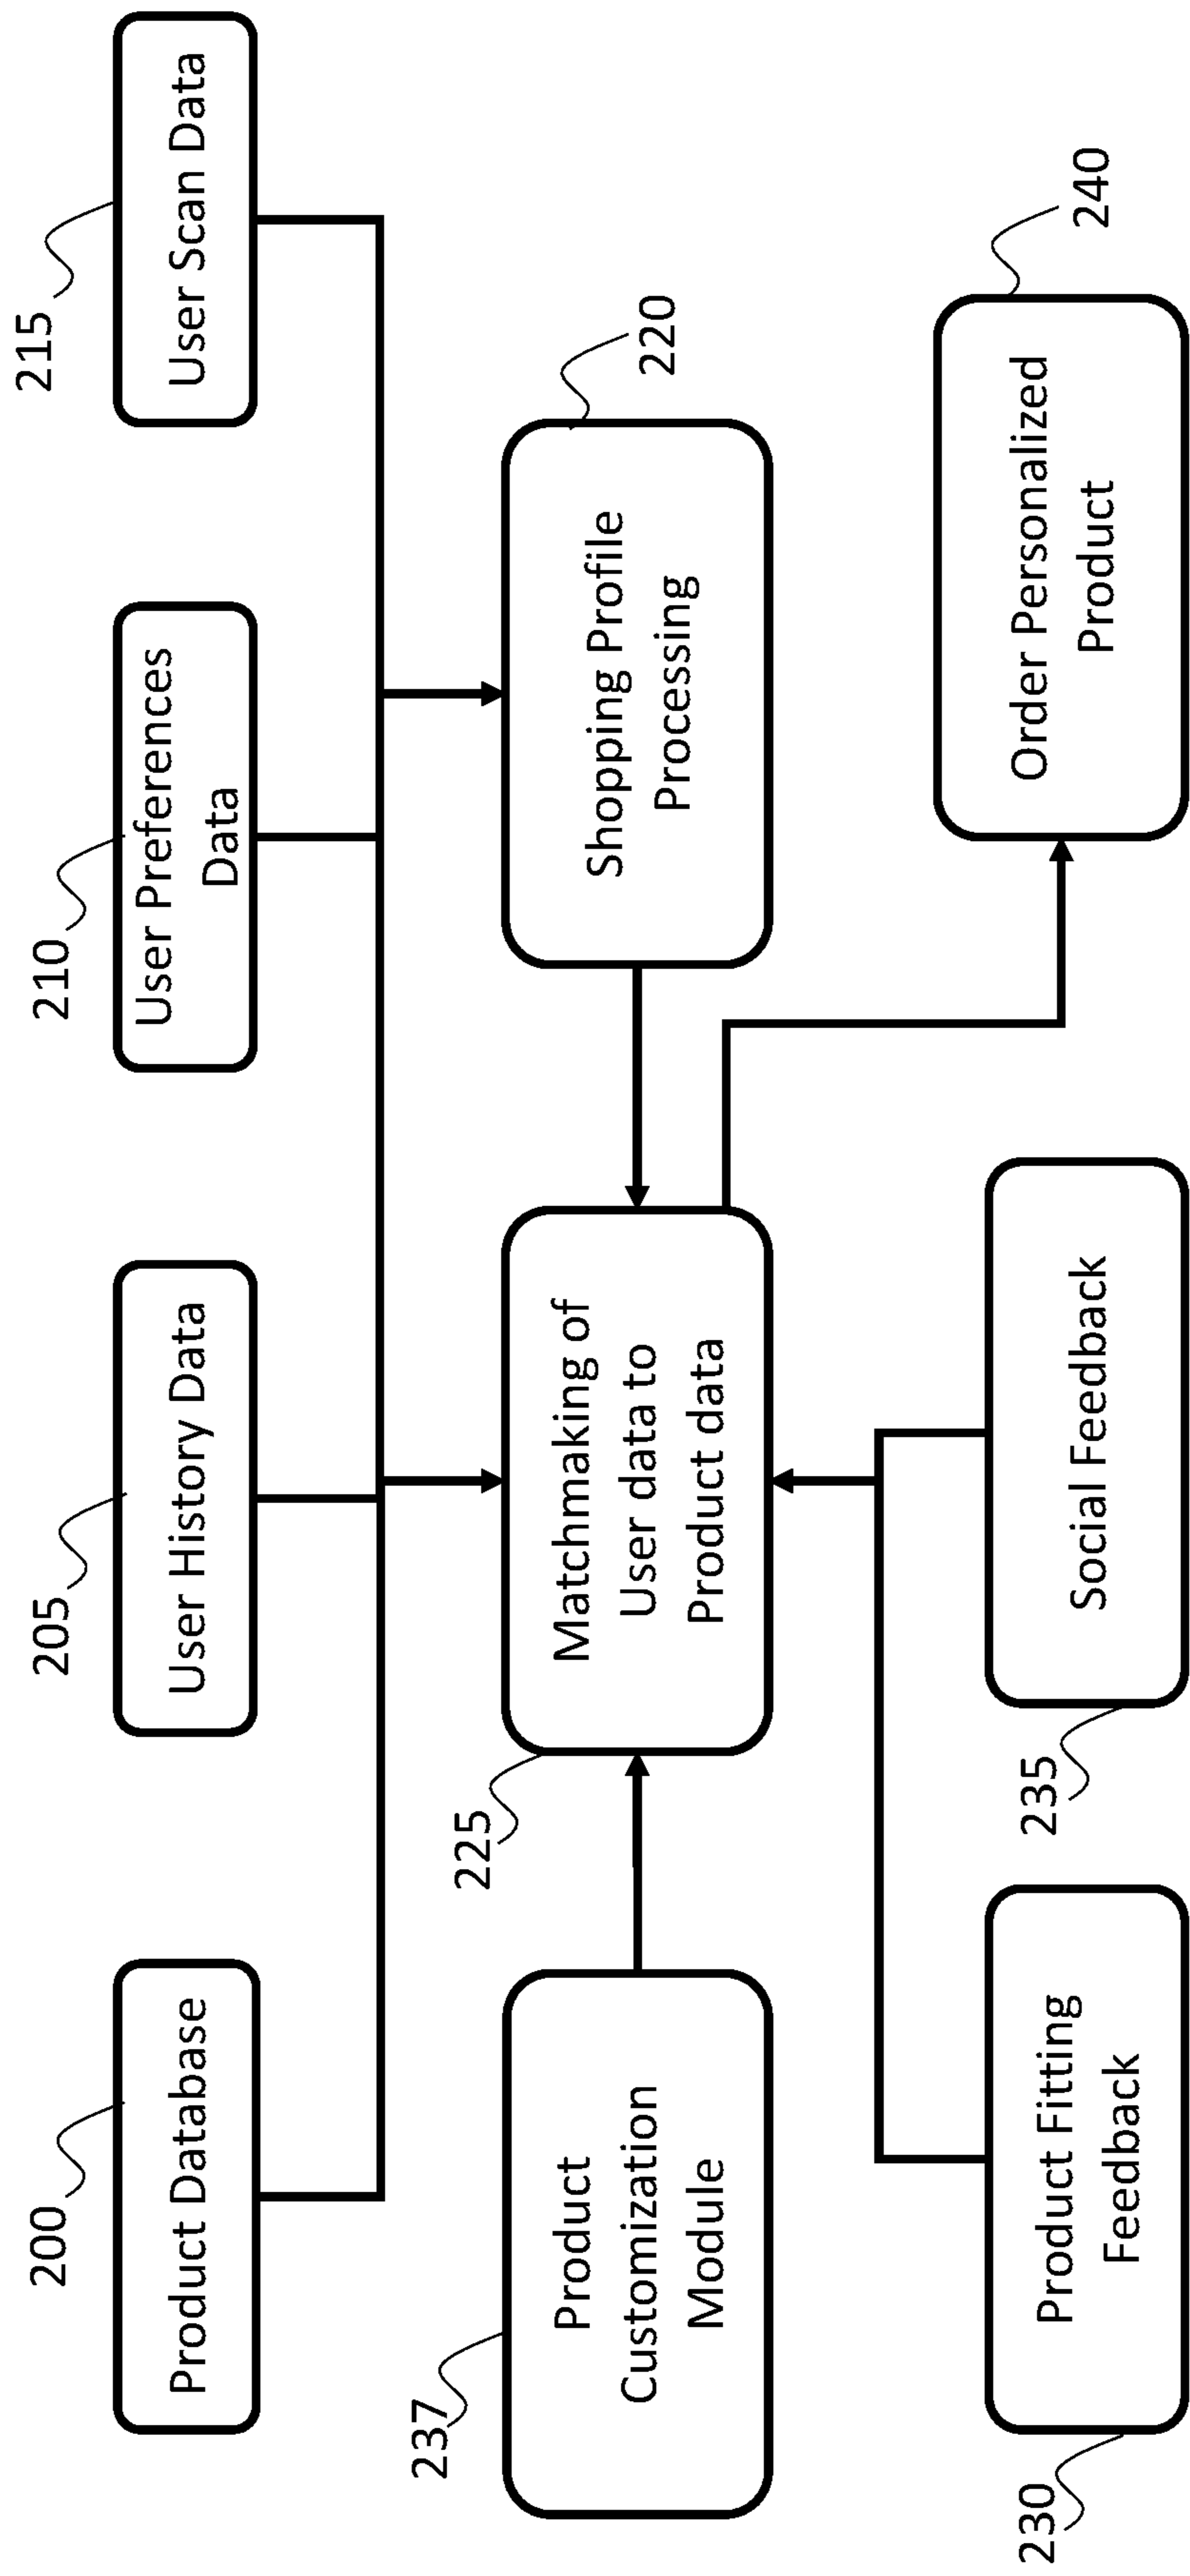 200
205
210
215
Product Database
User History Data
User Preferences
Data
User Scan Data
237
225
220
Product
Customization
Module
Matchmaking of
User data to
Product data
Shopping Profile
Processing
230
235
240
Product Fitting
Feedback
Social Feedback
Order Personalized
Product